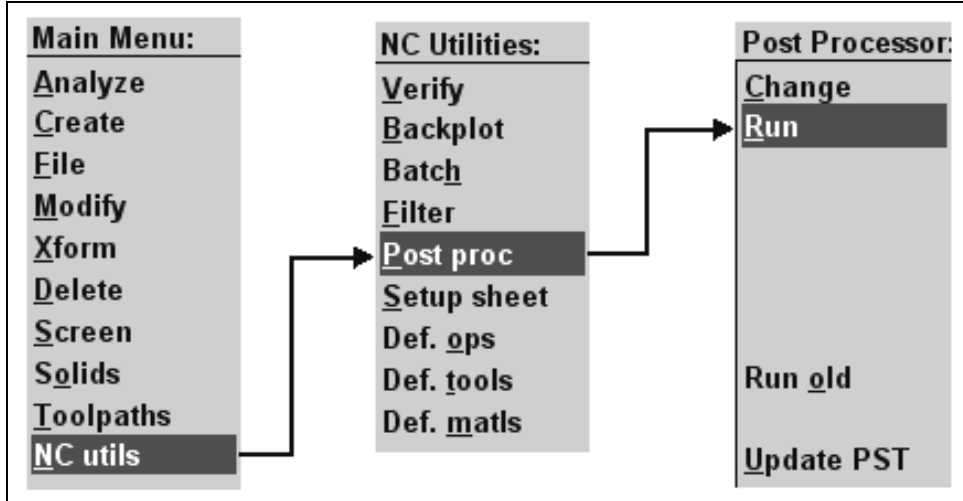 Main Menu:
Analyze
Create
File
Modify
Xform
Delete
Screen
Solids
Toolpaths
NC utils
NC Utilities:
Verify
Backplot
Batch
Filter
Post proc
Setup sheet
Def. ops
Def. tools
Def. matls
Post Processor:
Change
Run
Run old
Update PST